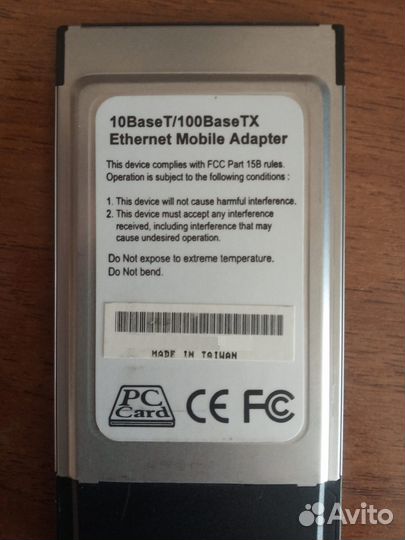 10BaseT/100BaseTX
Ethernet Mobile Adapter
This device complies with FCC Part 15B rules.
Operation is subject to the following conditions :
1. This device will not cause harmful interference.
2. This device must accept any interference
received, including interference that may
cause undesired operation.
Do Not expose to extreme temperature.
Do Not bend.
MADE IN TAIWAN
PC
Card
CE FC
Avito